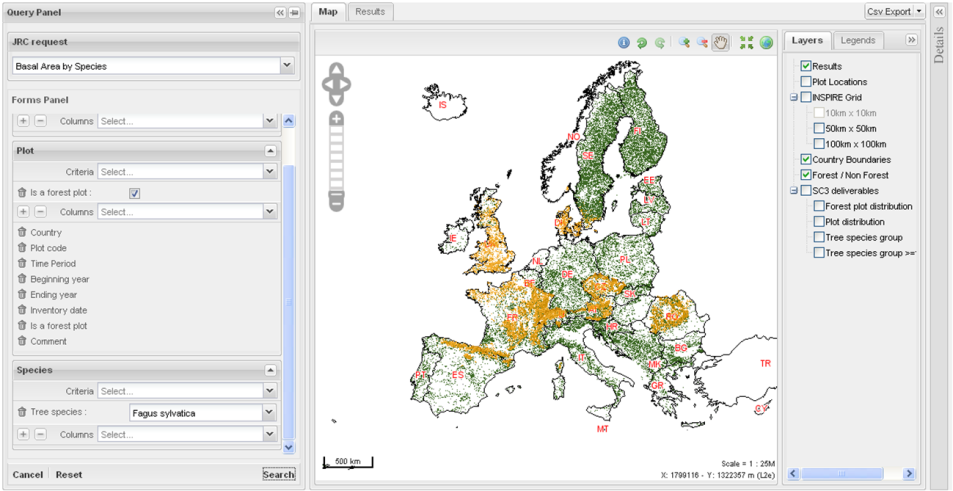 Query Panel
JRC request
Basal Area by Species
Forms Panel
Columns Select...
Plot
Criteria Select...
Is a forest plot :
Columns Select...
Country
Plot code
Time Period
Beginning year
Ending year
Inventory date
Is a forest plot
Comment
Species
Criteria Select...
Tree species : Fagus sylvatica
Columns Select...
Cancel Reset Search
Map Results Csv Export
IS
NO
FI
SE
EE
LV
LT
DK
IE
NL
PL
BE
DE
SK
FR
RO
HR
BG
IT
MK
PT
ES
GR
TR
CY
MT
500 km
Scale = 1 : 25M
X: 1799116 - Y: 1322357 m (L2e)
Layers Legends
Results
Plot Locations
INSPIRE Grid
10km x 10km
50km x 50km
100km x 100km
Country Boundaries
Forest / Non Forest
SC3 deliverables
Forest plot distribution
Plot distribution
Tree species group
Tree species group >=
Details